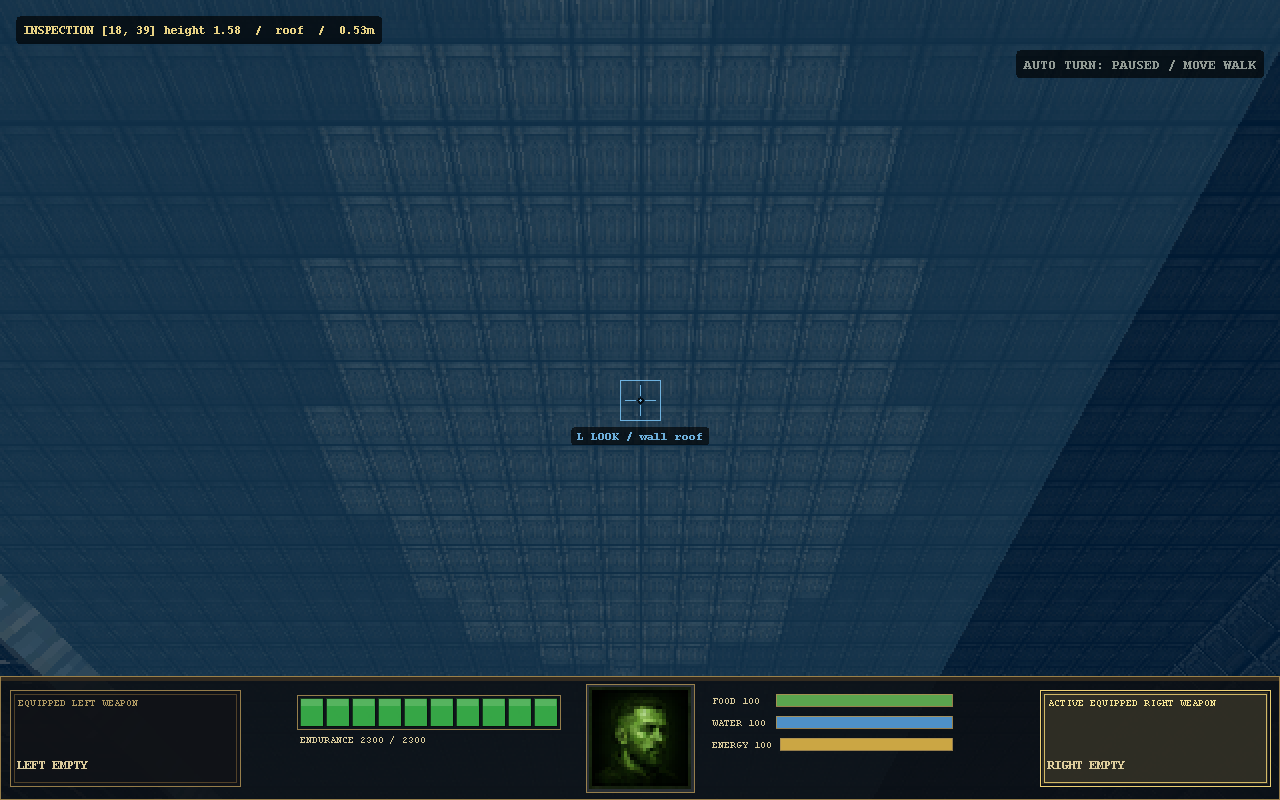 INSPECTION [18, 39] height 1.58 / roof / 0.53m
AUTO TURN: PAUSED / MOVE WALK
L LOOK / wall roof
EQUIPPED LEFT WEAPON
LEFT EMPTY
ENDURANCE 2300 / 2300
FOOD 100
WATER 100
ENERGY 100
ACTIVE EQUIPPED RIGHT WEAPON
RIGHT EMPTY